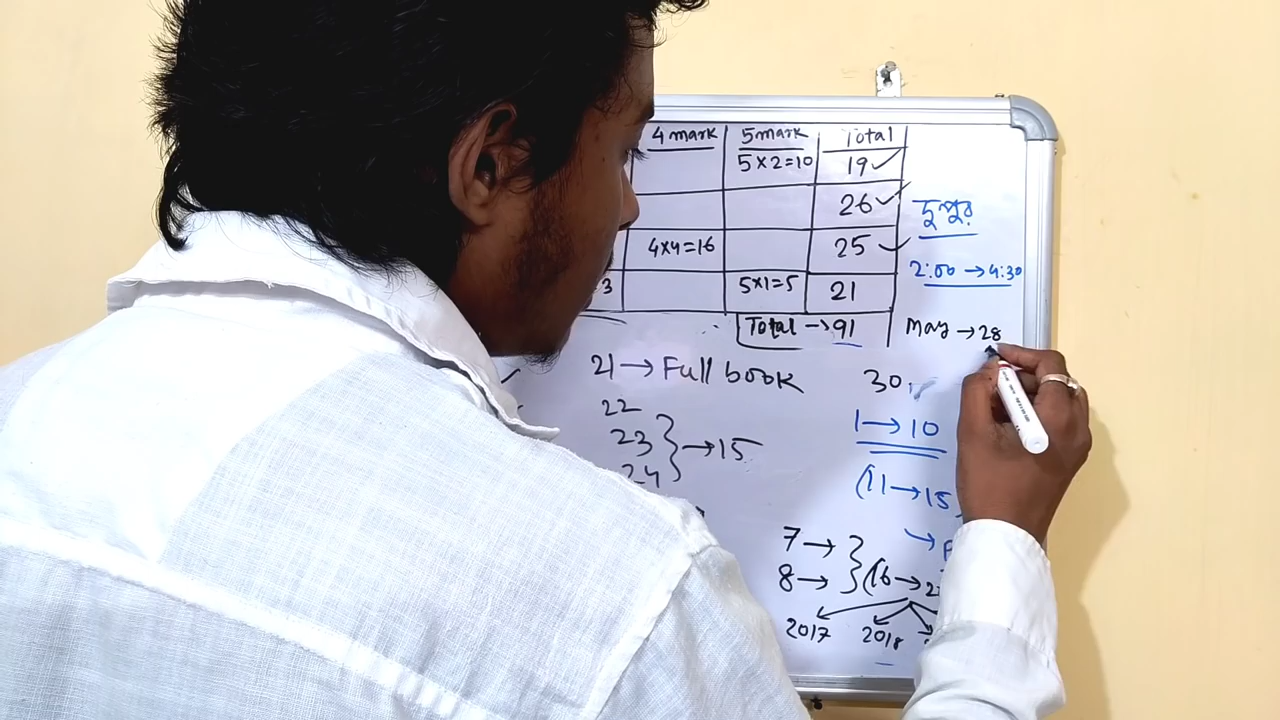 4 mark 5 mark Total
5×2=10 19 ✓
26 ✓
4×4=16 25 ✓
3 5×1=5 21
Total → 91
দুপুর
2:00 → 4:30
May → 28
21 → Full book
22
23 } → 15
24
30
1 → 10
(11 → 15
7 →
8 → } (16 →
2017 2018